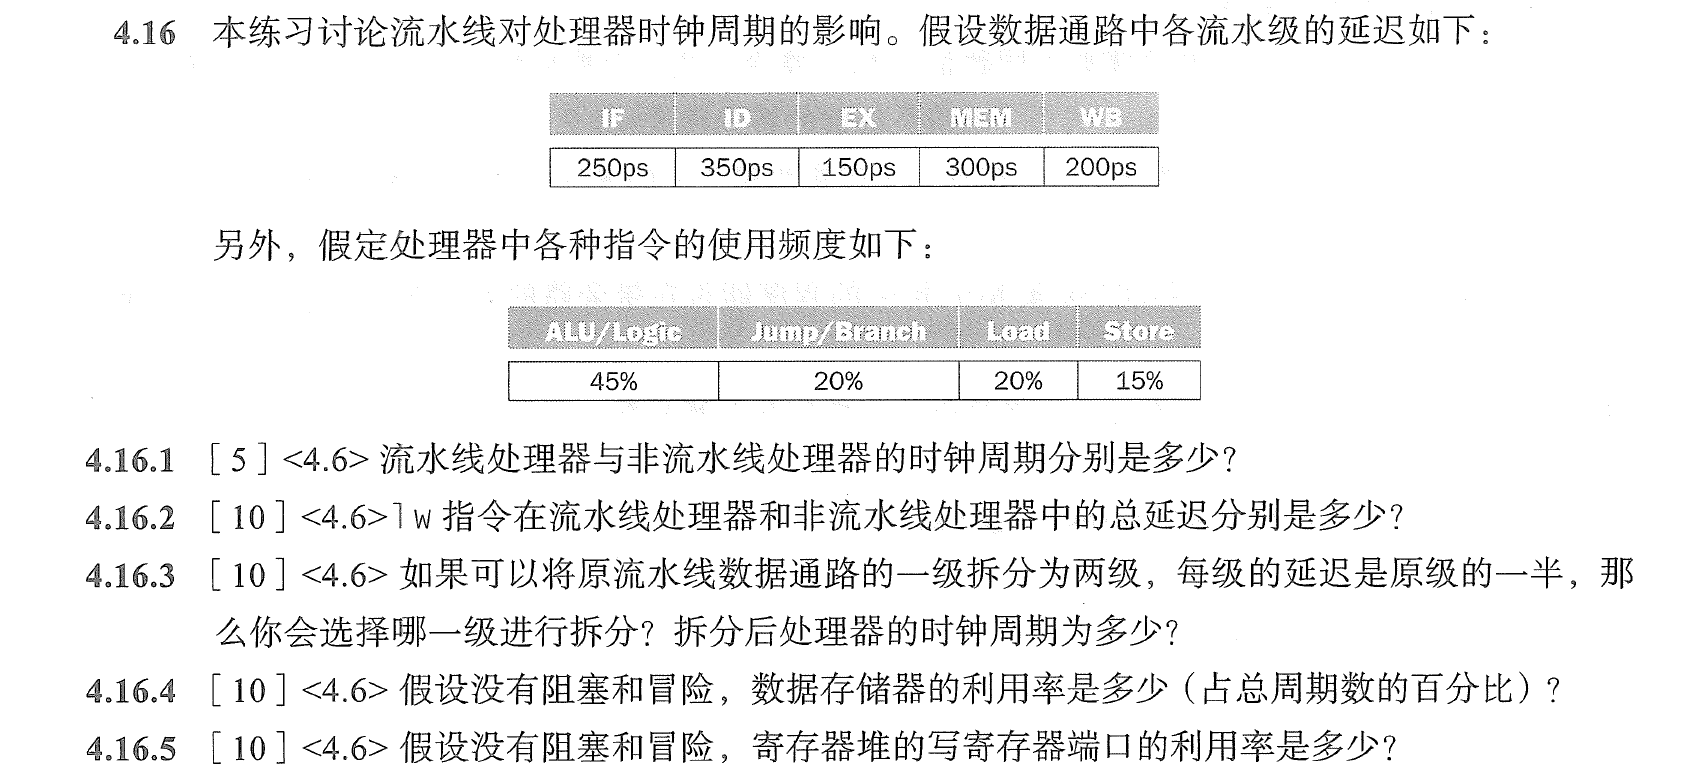 4.16 本练习讨论流水线对处理器时钟周期的影响。假设数据通路中各流水级的延迟如下：
IF ID EX MEM WB
250ps 350ps 150ps 300ps 200ps
另外，假定处理器中各种指令的使用频度如下：
ALU/Logic Jump/Branch Load Store
45% 20% 20% 15%
4.16.1 [5]<4.6> 流水线处理器与非流水线处理器的时钟周期分别是多少？
4.16.2 [10]<4.6>lw 指令在流水线处理器和非流水线处理器中的总延迟分别是多少？
4.16.3 [10]<4.6> 如果可以将原流水线数据通路的一级拆分为两级，每级的延迟是原级的一半，那
么你会选择哪一级进行拆分？拆分后处理器的时钟周期为多少？
4.16.4 [10]<4.6> 假设没有阻塞和冒险，数据存储器的利用率是多少（占总周期数的百分比）？
4.16.5 [10]<4.6> 假设没有阻塞和冒险，寄存器堆的写寄存器端口的利用率是多少？